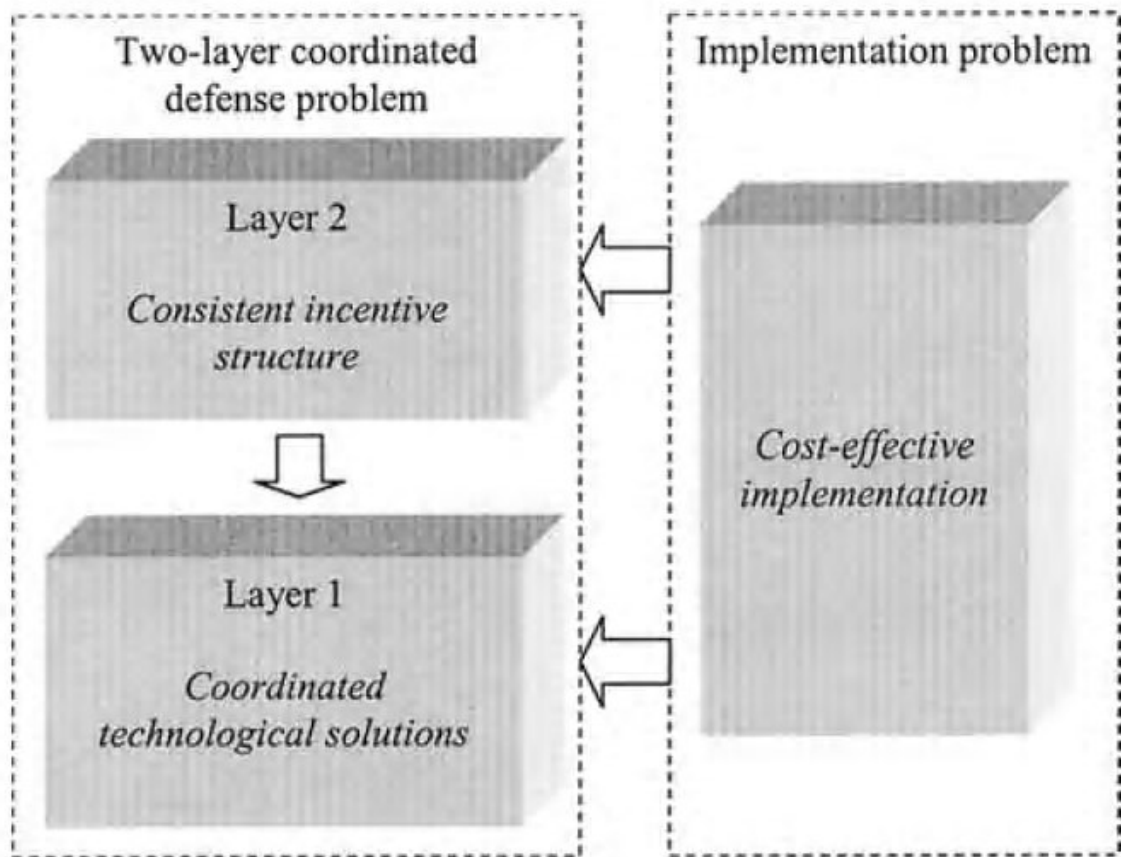 Two-layer coordinated
defense problem
Layer 2
Consistent incentive
structure
Layer 1
Coordinated
technological solutions
Implementation problem
Cost-effective
implementation